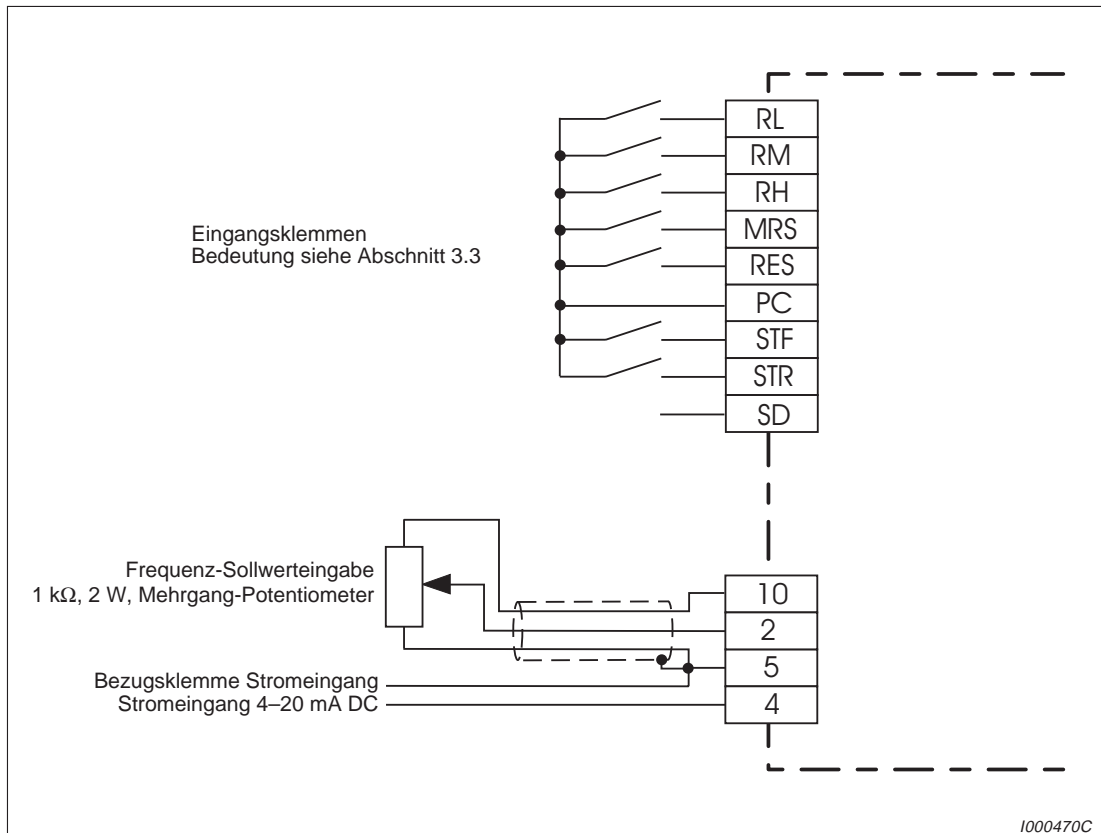 RL
RM
RH
MRS
RES
PC
STF
STR
SD
Eingangsklemmen
Bedeutung siehe Abschnitt 3.3
Frequenz-Sollwerteingabe
1 kΩ, 2 W, Mehrgang-Potentiometer
10
2
5
4
Bezugsklemme Stromeingang
Stromeingang 4–20 mA DC
I000470C